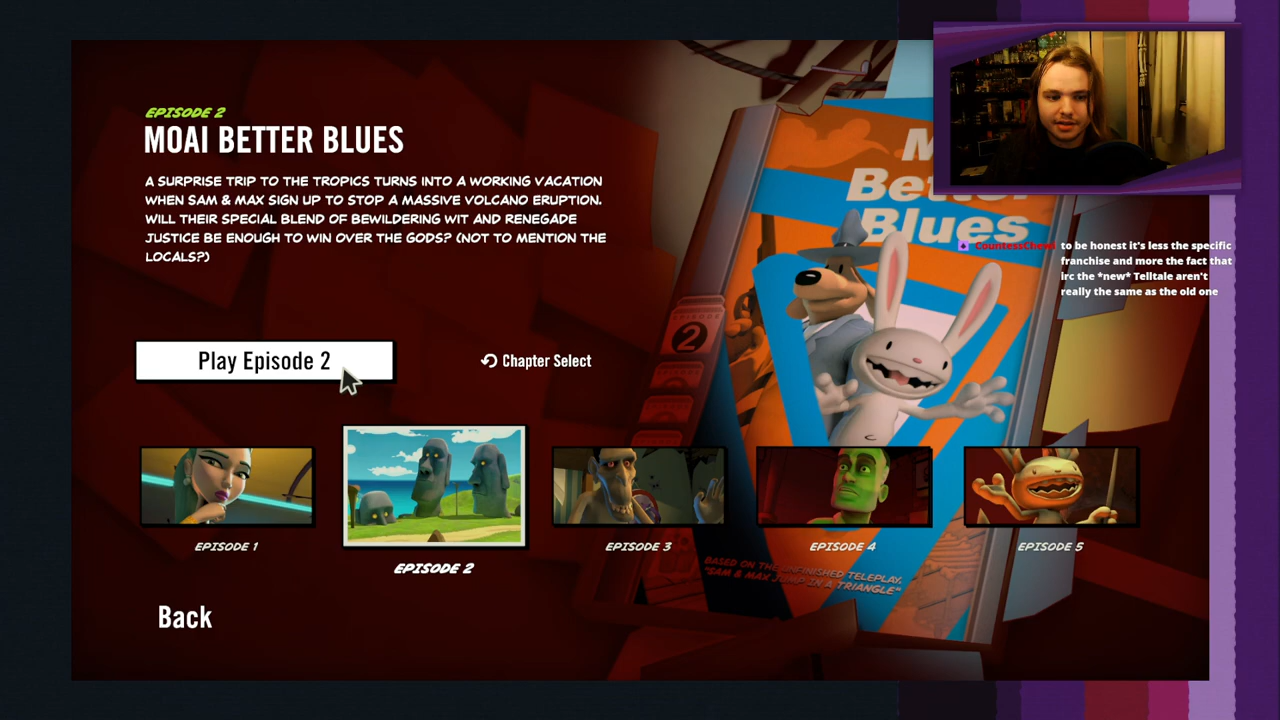 EPISODE 2
MOAI BETTER BLUES
A SURPRISE TRIP TO THE TROPICS TURNS INTO A WORKING VACATION
WHEN SAM & MAX SIGN UP TO STOP A MASSIVE VOLCANO ERUPTION.
WILL THEIR SPECIAL BLEND OF BEWILDERING WIT AND RENEGADE
JUSTICE BE ENOUGH TO WIN OVER THE GODS? (NOT TO MENTION THE
LOCALS?)
Blues
CountessChewi to be honest it's less the specific
franchise and more the fact that
irc the *new* Telltale aren't
really the same as the old one
2
Play Episode 2
Chapter Select
EPISODE 1
EPISODE 2
EPISODE 3
EPISODE 4
EPISODE 5
BASED ON THE UNFINISHED TELEPLAY,
"SAM & MAX JUMP IN A TRIANGLE"
Back